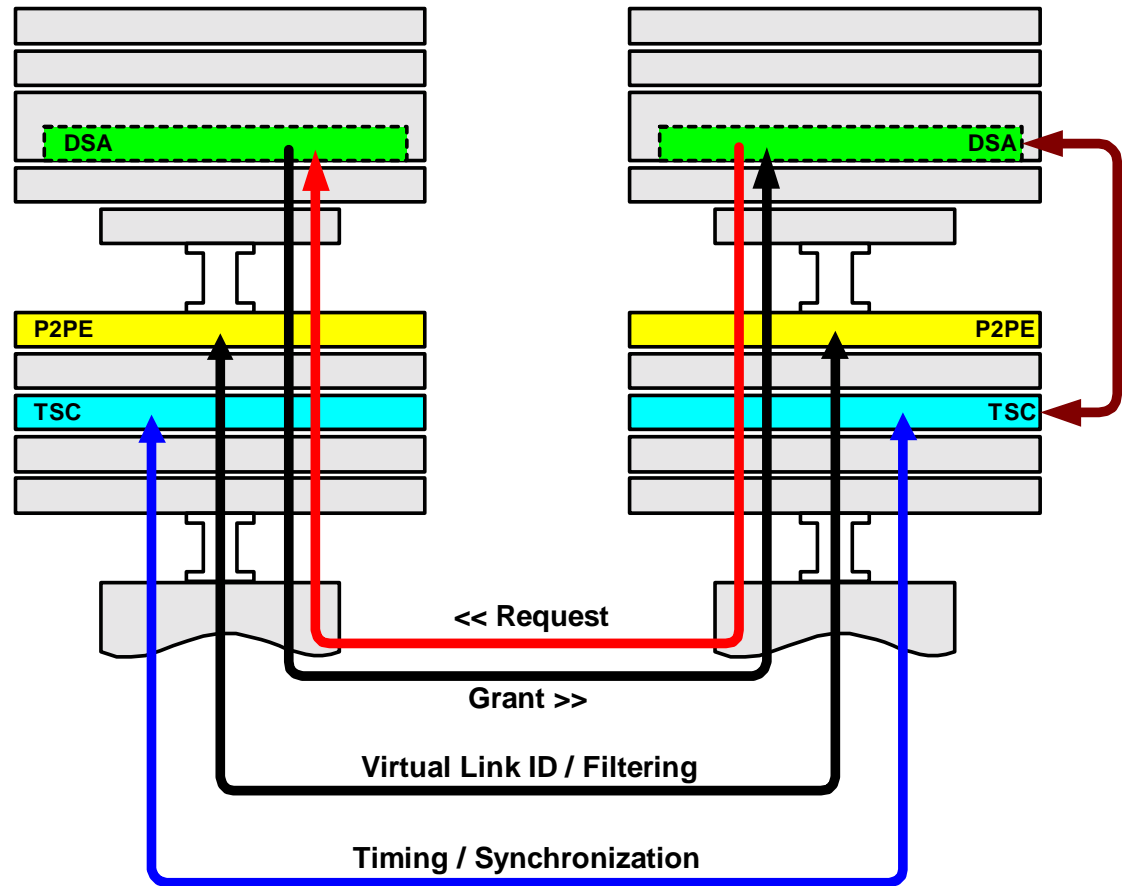 DSA
DSA
P2PE
P2PE
TSC
TSC
<< Request
Grant >>
Virtual Link ID / Filtering
Timing / Synchronization